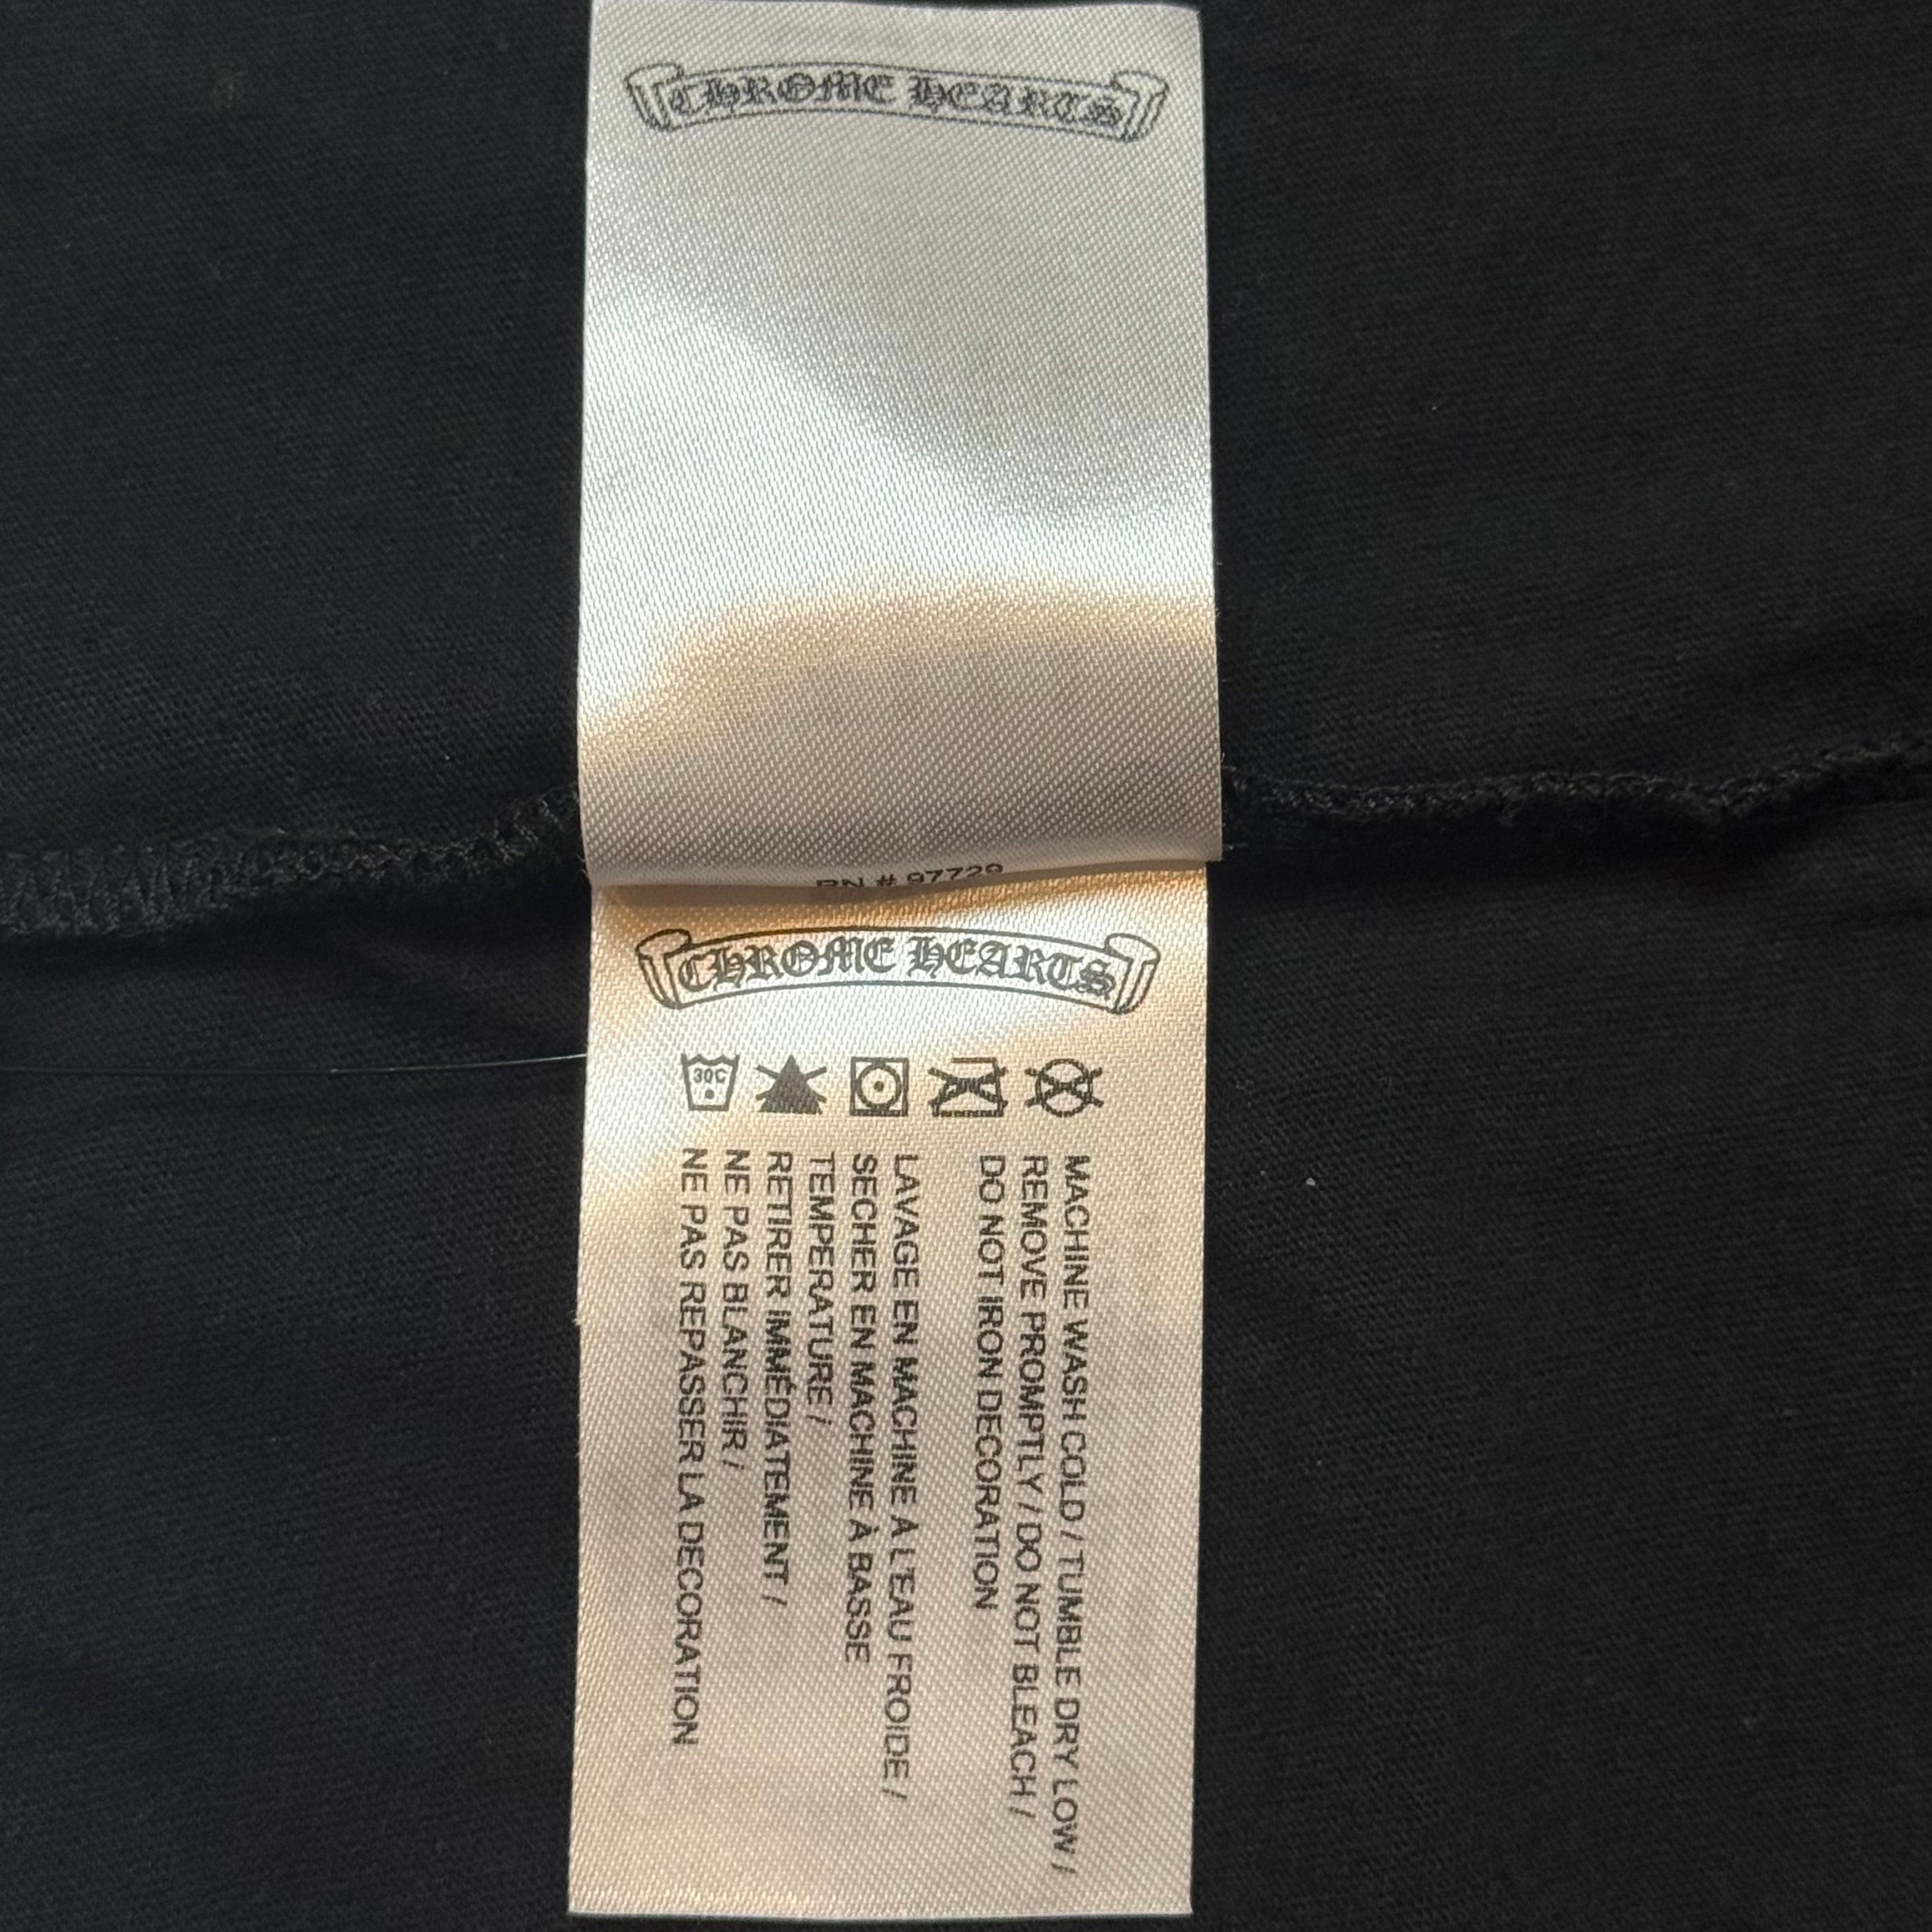 CHROME HEARTS
RN # 97729
CHROME HEARTS
30C
MACHINE WASH COLD / TUMBLE DRY LOW /
REMOVE PROMPTLY / DO NOT BLEACH /
DO NOT IRON DECORATION
LAVAGE EN MACHINE A L'EAU FROIDE /
SECHER EN MACHINE À BASSE
TEMPERATURE /
RETIRER IMMÉDIATEMENT /
NE PAS BLANCHIR /
NE PAS REPASSER LA DECORATION